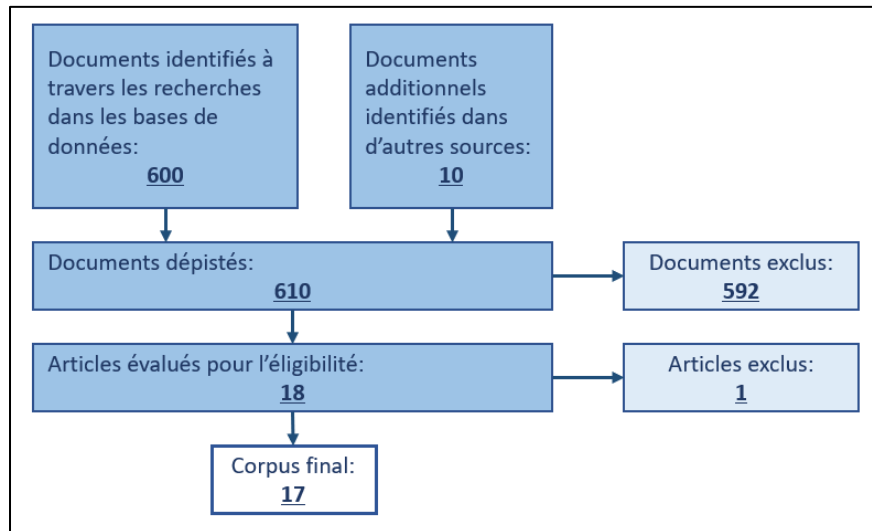 Documents identifiés à
travers les recherches
dans les bases de
données:
600
Documents
additionnels
identifiés dans
d'autres sources:
10
Documents dépistés:
610
Documents exclus:
592
Articles évalués pour l'éligibilité:
18
Articles exclus:
1
Corpus final:
17